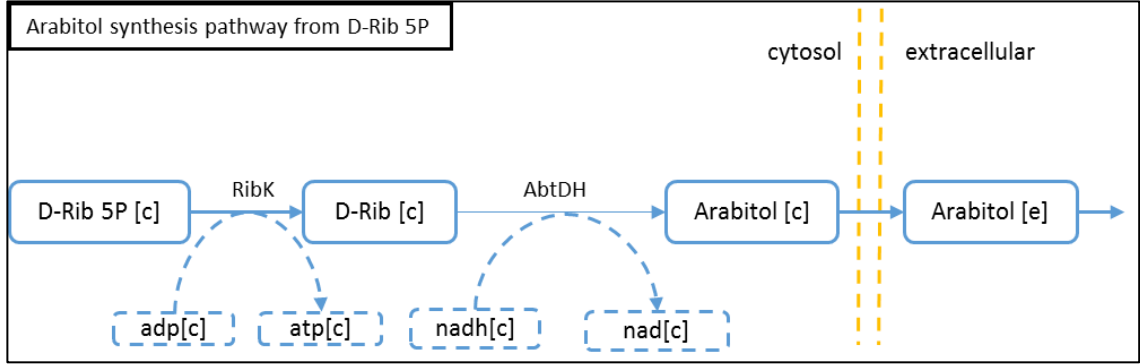 Arabitol synthesis pathway from D-Rib 5P
cytosol
extracellular
RibK
AbtDH
D-Rib 5P [c]
D-Rib [c]
Arabitol [c]
Arabitol [e]
adp[c]
atp[c]
nadh[c]
nad[c]